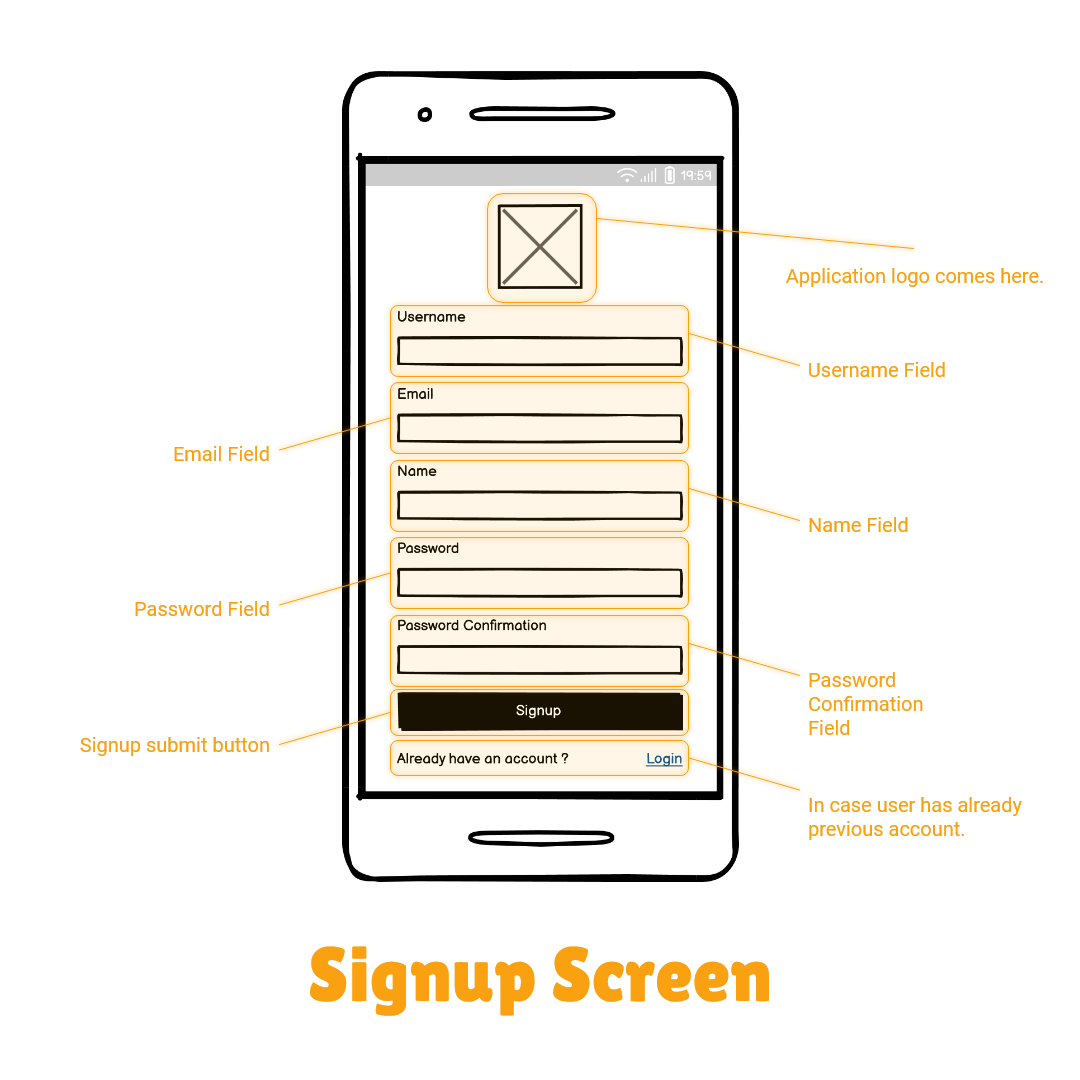 19:59
Application logo comes here.
Username
Username Field
Email
Email Field
Name
Name Field
Password
Password Field
Password Confirmation
Password
Confirmation
Field
Signup
Signup submit button
Already have an account ?
Login
In case user has already
previous account.
Signup Screen